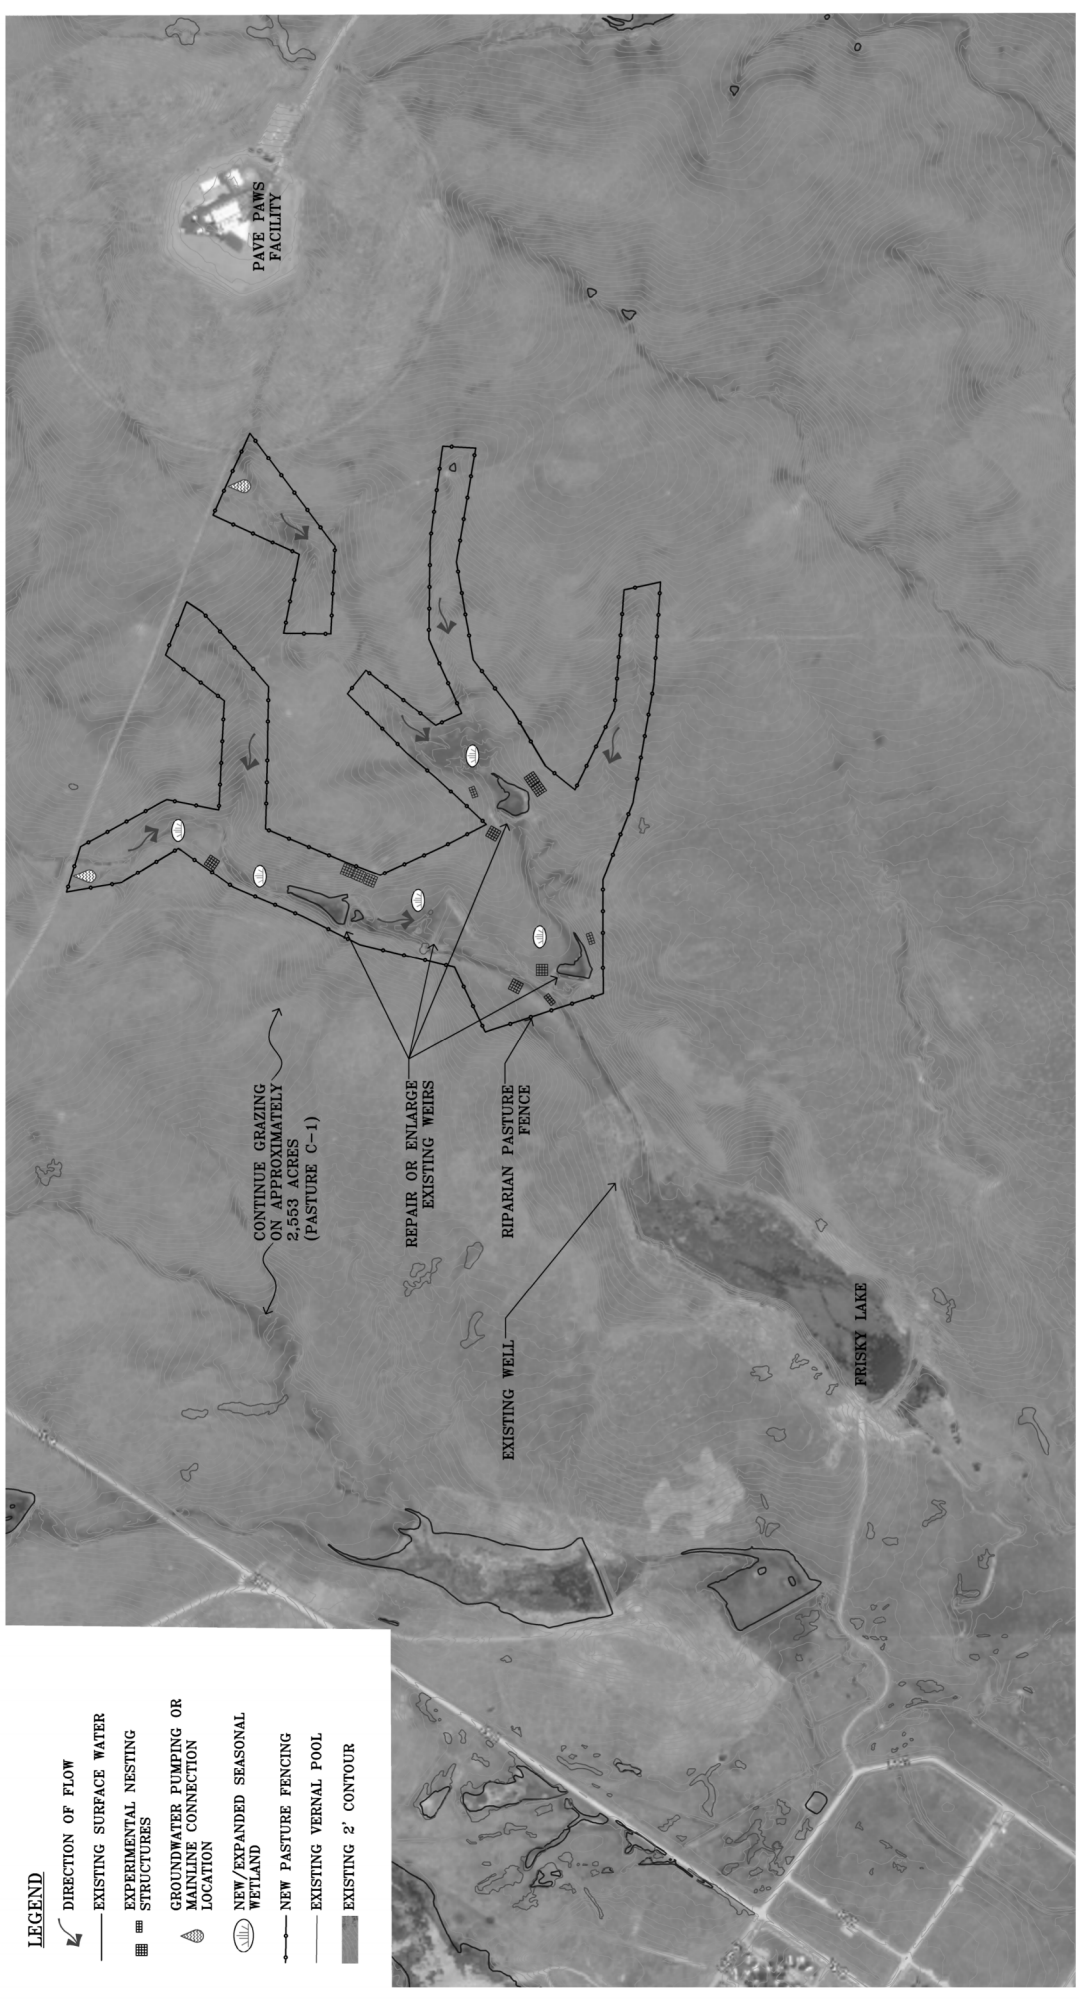 PAVE PAWS
FACILITY
CONTINUE GRAZING
ON APPROXIMATELY
2,553 ACRES
(PASTURE C-1)
REPAIR OR ENLARGE
EXISTING WEIRS
RIPARIAN PASTURE
FENCE
EXISTING WELL
FRISKY LAKE
LEGEND
DIRECTION OF FLOW
EXISTING SURFACE WATER
EXPERIMENTAL NESTING
STRUCTURES
GROUNDWATER PUMPING OR
MAINLINE CONNECTION
LOCATION
NEW/EXPANDED SEASONAL
WETLAND
NEW PASTURE FENCING
EXISTING VERNAL POOL
EXISTING 2' CONTOUR